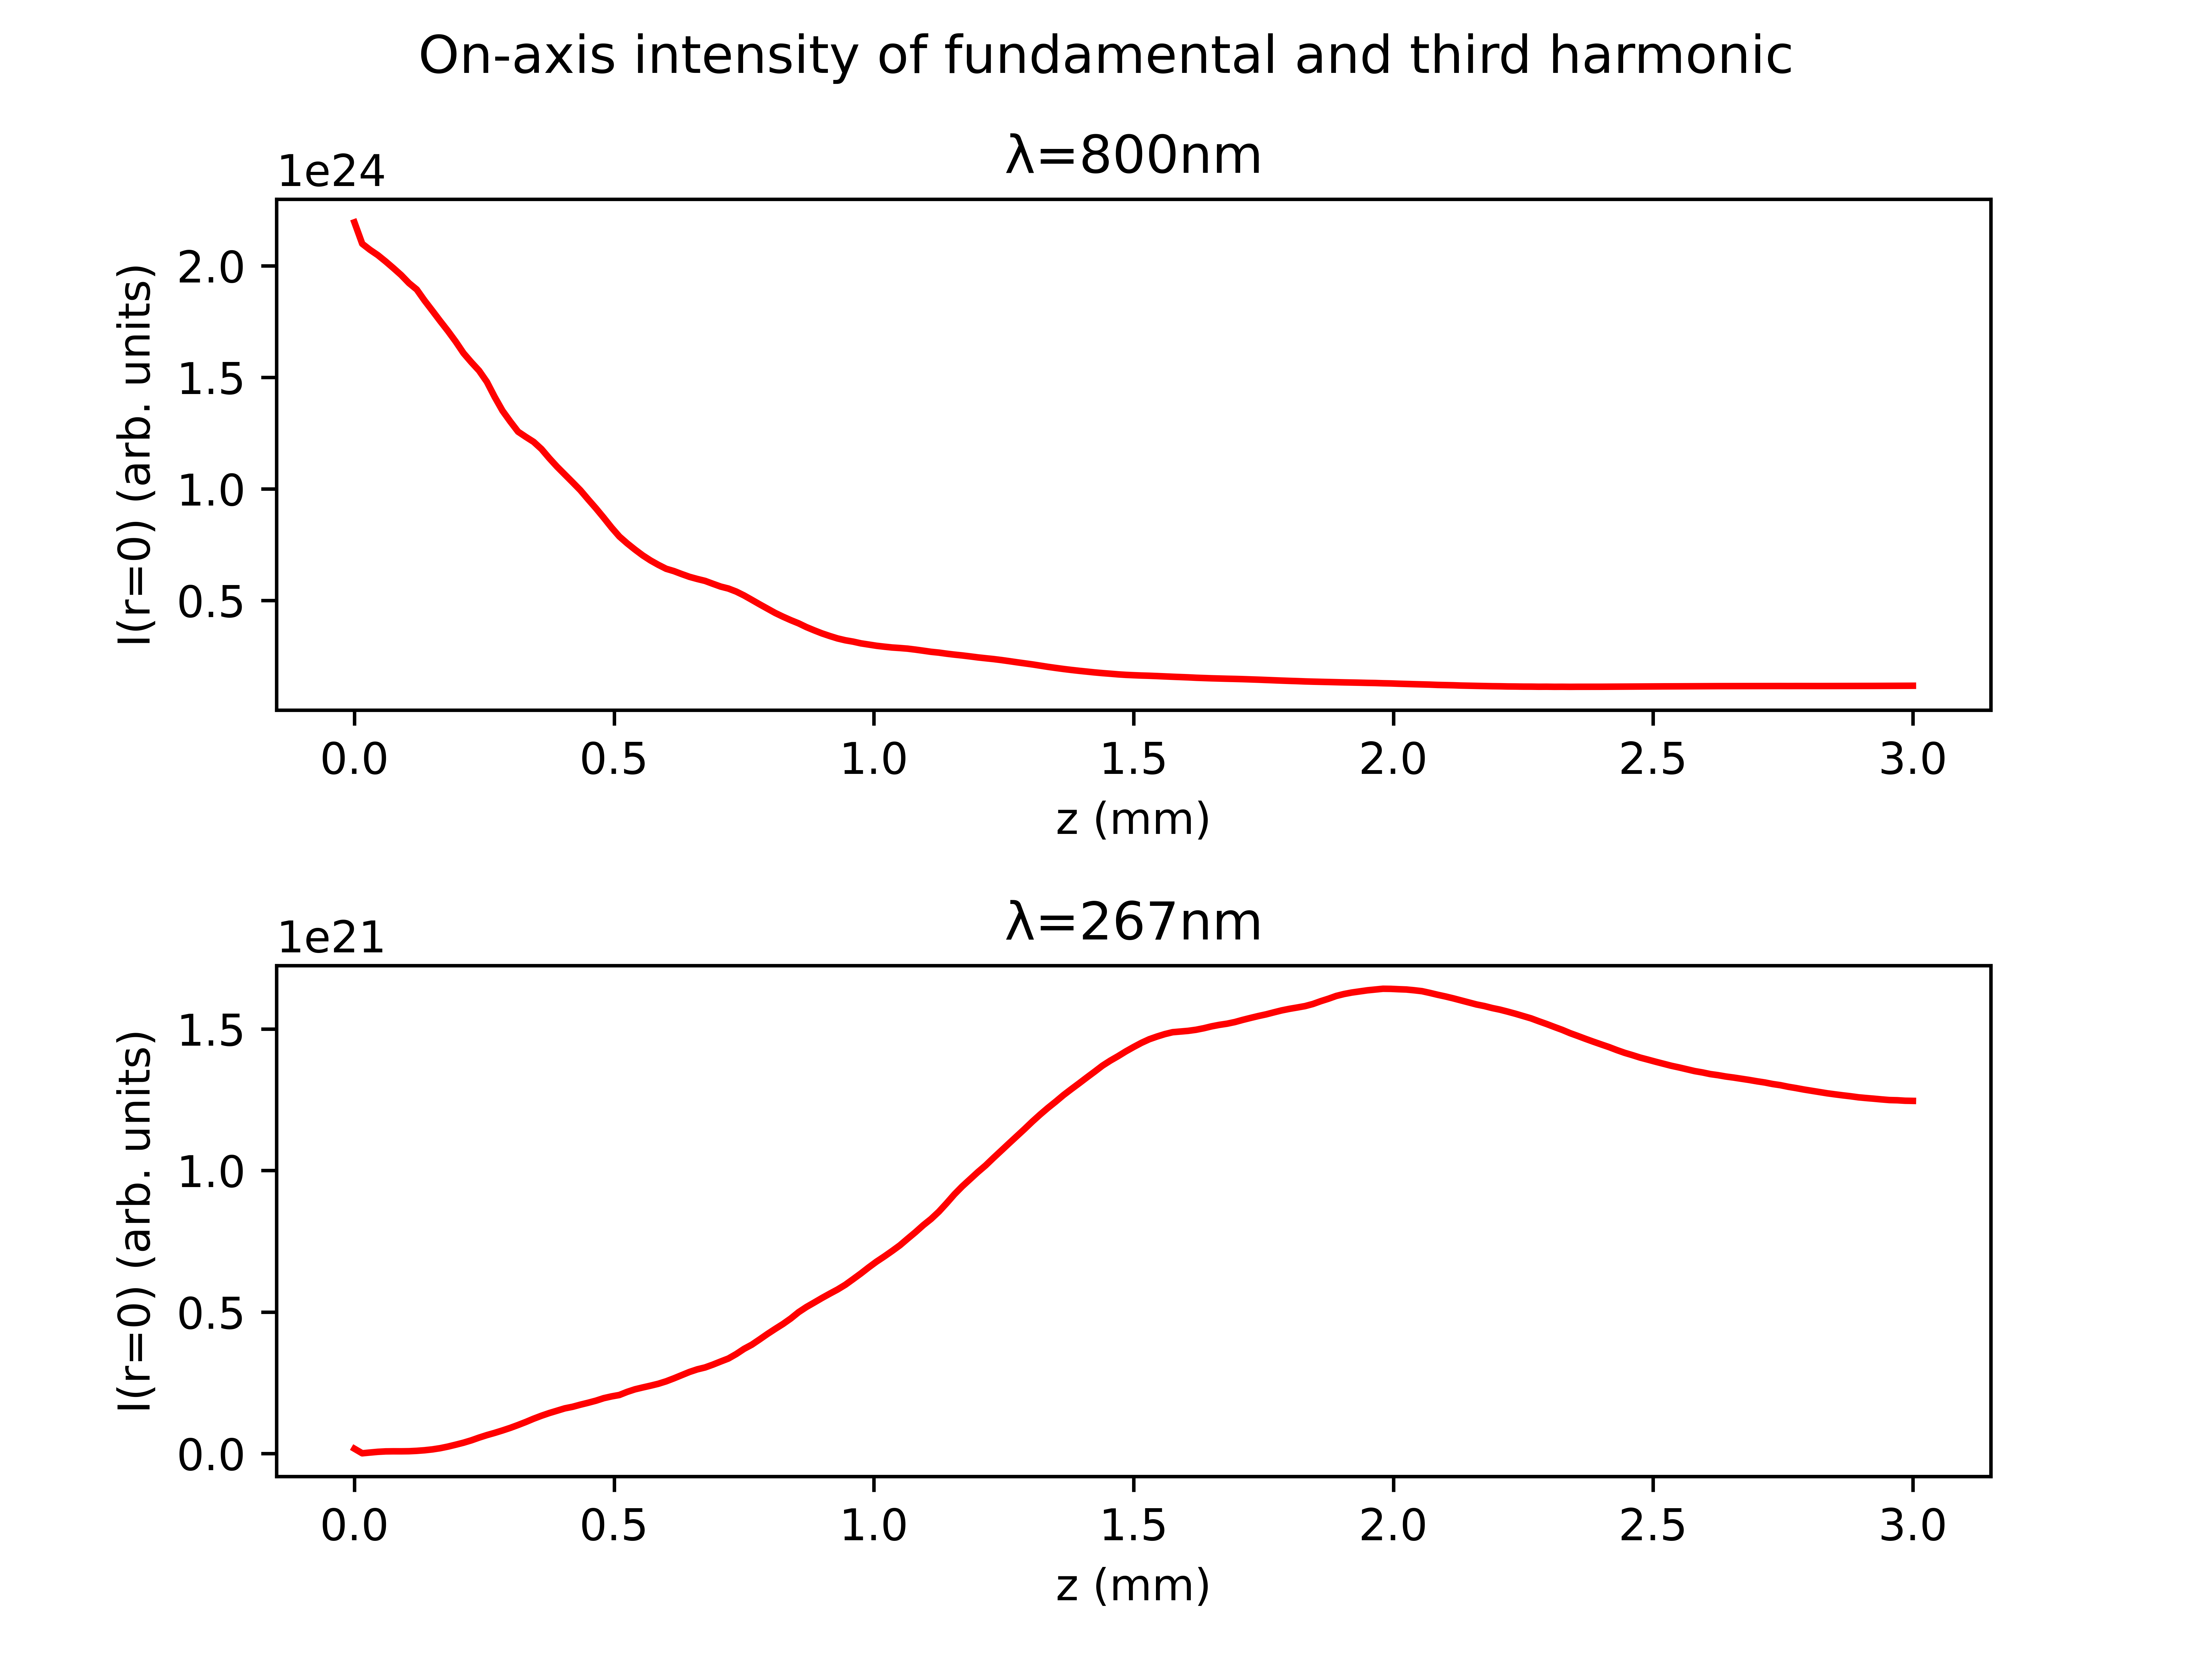 On-axis intensity of fundamental and third harmonic
λ=800nm
1e24
I(r=0) (arb. units)
2.0
1.5
1.0
0.5
0.0 0.5 1.0 1.5 2.0 2.5 3.0
z (mm)
λ=267nm
1e21
I(r=0) (arb. units)
1.5
1.0
0.5
0.0
0.0 0.5 1.0 1.5 2.0 2.5 3.0
z (mm)